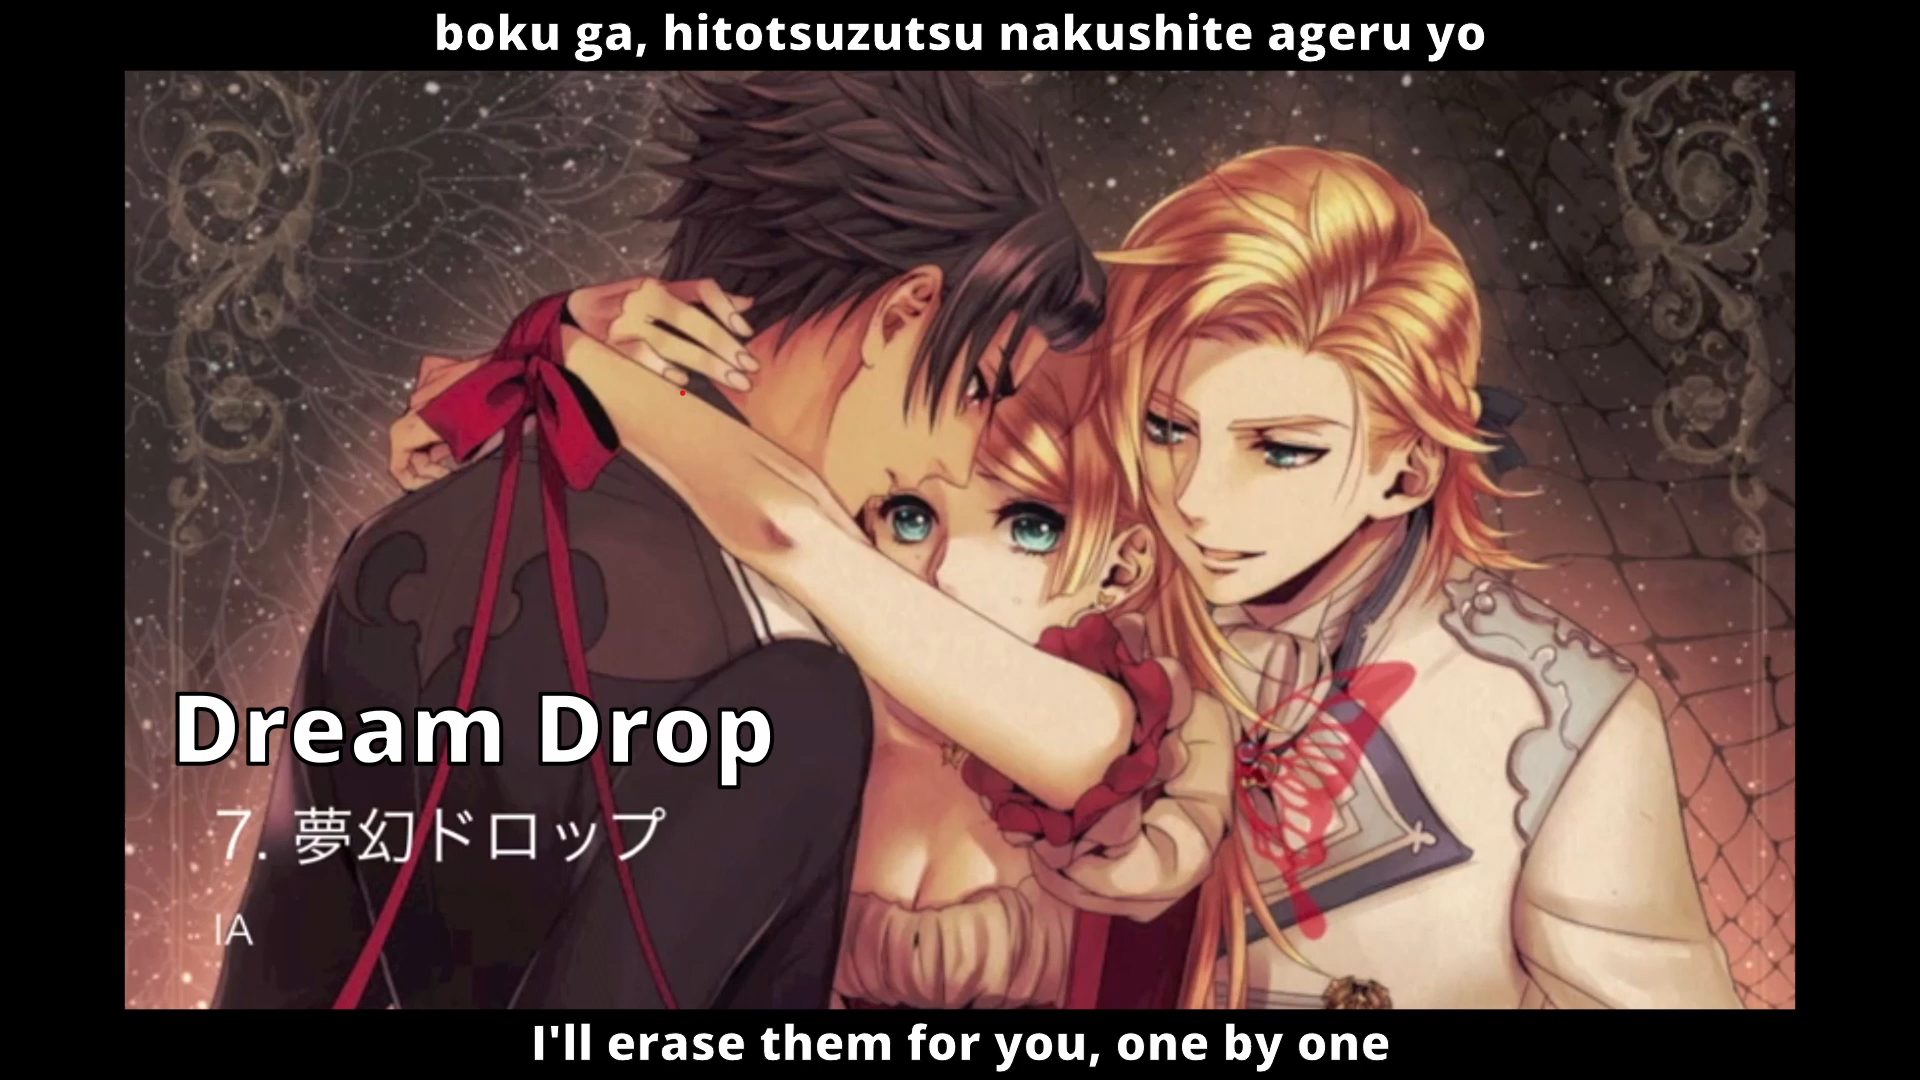 boku ga, hitotsuzutsu nakushite ageru yo
Dream Drop
7. 夢幻ドロップ
IA
I'll erase them for you, one by one